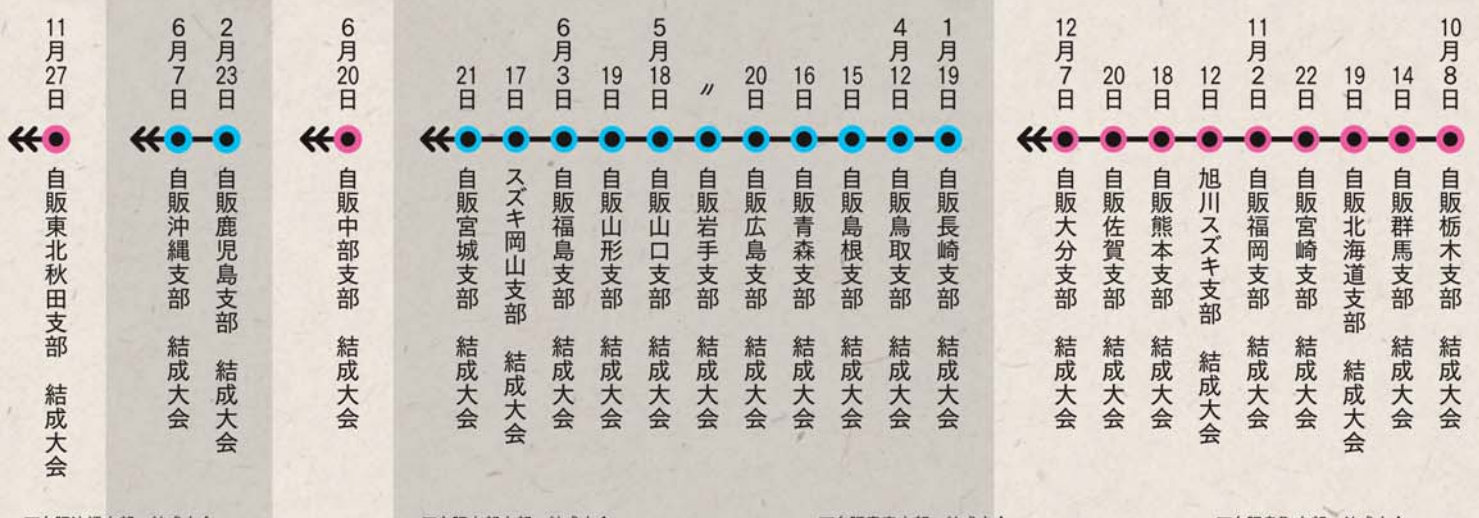 10月8日 自販栃木支部 結成大会
14日 自販群馬支部 結成大会
19日 自販北海道支部 結成大会
22日 自販宮崎支部 結成大会
11月2日 自販福岡支部 結成大会
12日 旭川スズキ支部 結成大会
18日 自販熊本支部 結成大会
20日 自販佐賀支部 結成大会
12月7日 自販大分支部 結成大会
1月19日 自販長崎支部 結成大会
4月12日 自販鳥取支部 結成大会
15日 自販島根支部 結成大会
16日 自販青森支部 結成大会
20日 自販広島支部 結成大会
〃 自販岩手支部 結成大会
5月18日 自販山口支部 結成大会
19日 自販山形支部 結成大会
6月3日 自販福島支部 結成大会
17日 スズキ岡山支部 結成大会
21日 自販宮城支部 結成大会
6月20日 自販中部支部 結成大会
2月23日 自販鹿児島支部 結成大会
6月7日 自販沖縄支部 結成大会
11月27日 自販東北秋田支部 結成大会